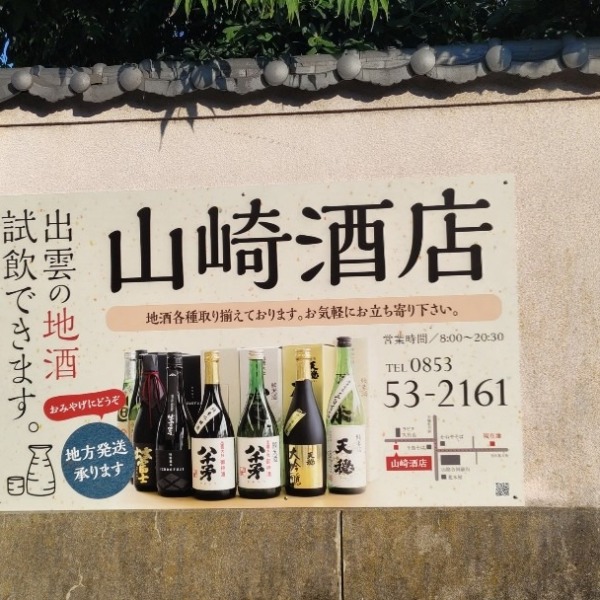 山崎酒店
出雲の地酒
試飲できます。
地酒各種取り揃えております。お気軽にお立ち寄り下さい。
営業時間／8:00〜20:30
TEL 0853
53-2161
おみやげにどうぞ
地方発送
承ります
八千矛
八千矛
天穏
大吟醸
天穏
山崎酒店